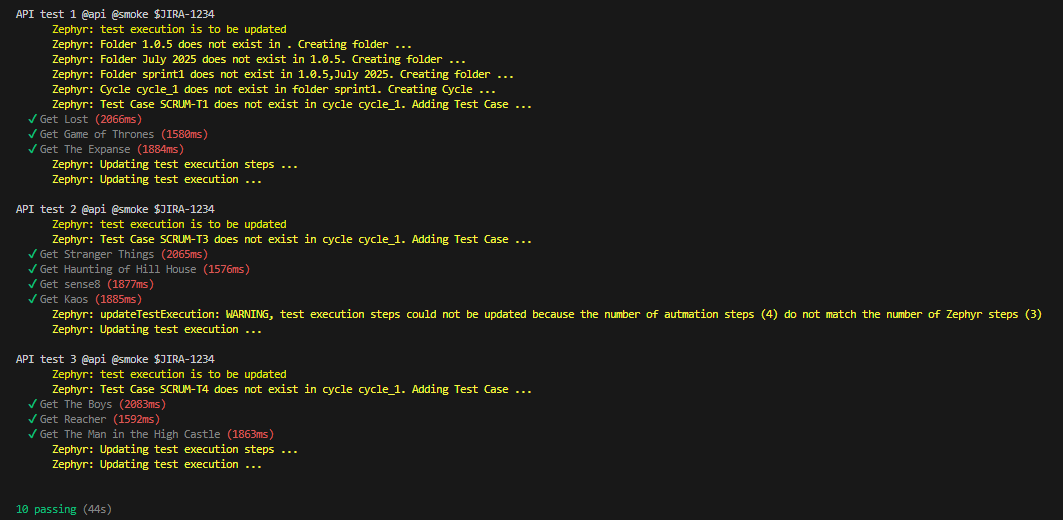 API test 1 @api @smoke $JIRA-1234
Zephyr: test execution is to be updated
Zephyr: Folder 1.0.5 does not exist in . Creating folder ...
Zephyr: Folder July 2025 does not exist in 1.0.5. Creating folder ...
Zephyr: Folder sprint1 does not exist in 1.0.5,July 2025. Creating folder ...
Zephyr: Cycle cycle_1 does not exist in folder sprint1. Creating Cycle ...
Zephyr: Test Case SCRUM-T1 does not exist in cycle cycle_1. Adding Test Case ...
✓ Get Lost (2066ms)
✓ Get Game of Thrones (1580ms)
✓ Get The Expanse (1884ms)
Zephyr: Updating test execution steps ...
Zephyr: Updating test execution ...
API test 2 @api @smoke $JIRA-1234
Zephyr: test execution is to be updated
Zephyr: Test Case SCRUM-T3 does not exist in cycle cycle_1. Adding Test Case ...
✓ Get Stranger Things (2065ms)
✓ Get Haunting of Hill House (1576ms)
✓ Get sense8 (1877ms)
✓ Get Kaos (1885ms)
Zephyr: updateTestExecution: WARNING, test execution steps could not be updated because the number of autmation steps (4) do not match the number of Zephyr steps (3)
Zephyr: Updating test execution ...
API test 3 @api @smoke $JIRA-1234
Zephyr: test execution is to be updated
Zephyr: Test Case SCRUM-T4 does not exist in cycle cycle_1. Adding Test Case ...
✓ Get The Boys (2083ms)
✓ Get Reacher (1592ms)
✓ Get The Man in the High Castle (1863ms)
Zephyr: Updating test execution steps ...
Zephyr: Updating test execution ...
10 passing (44s)